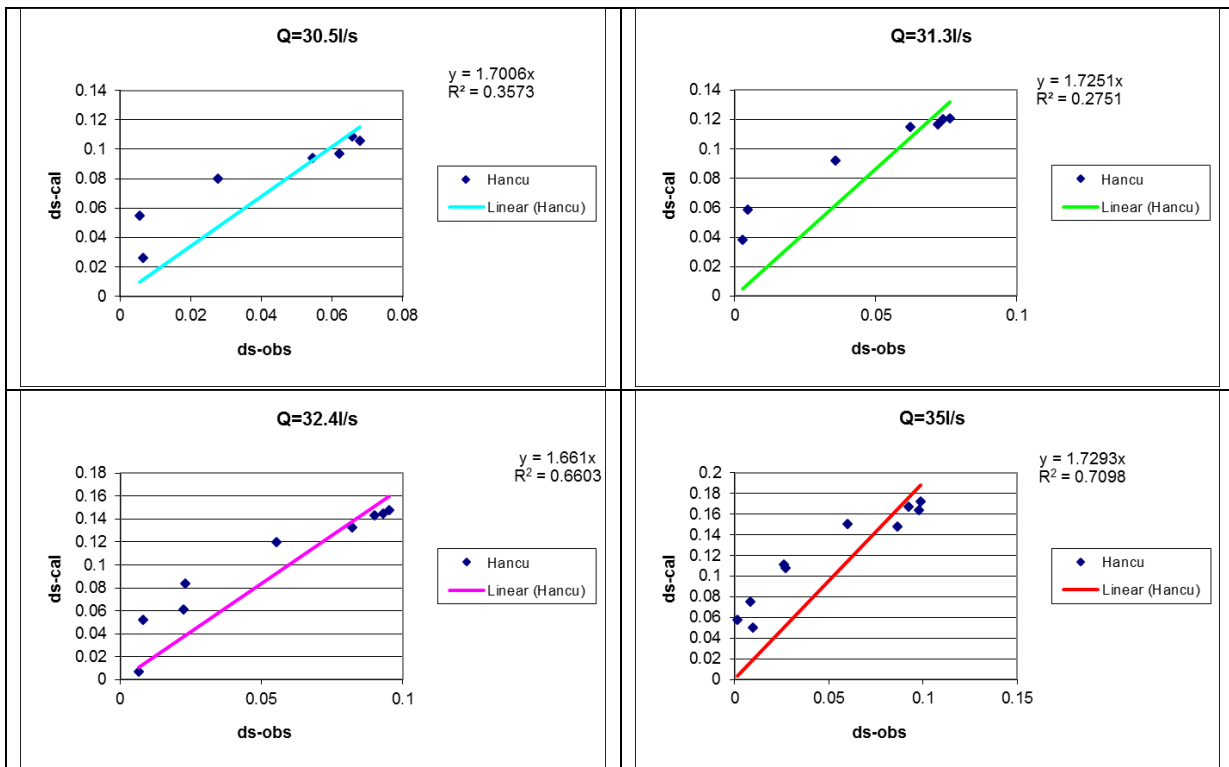 Q=30.5l/s
y = 1.7006x
R² = 0.3573
0.14
0.12
0.1
0.08
0.06
0.04
0.02
0
0 0.02 0.04 0.06 0.08
ds-cal
ds-obs
Hancu
Linear (Hancu)
Q=31.3l/s
y = 1.7251x
R² = 0.2751
0.14
0.12
0.1
0.08
0.06
0.04
0.02
0
0 0.05 0.1
ds-cal
ds-obs
Hancu
Linear (Hancu)
Q=32.4l/s
y = 1.661x
R² = 0.6603
0.18
0.16
0.14
0.12
0.1
0.08
0.06
0.04
0.02
0
0 0.05 0.1
ds-cal
ds-obs
Hancu
Linear (Hancu)
Q=35l/s
y = 1.7293x
R² = 0.7098
0.2
0.18
0.16
0.14
0.12
0.1
0.08
0.06
0.04
0.02
0
0 0.05 0.1 0.15
ds-cal
ds-obs
Hancu
Linear (Hancu)